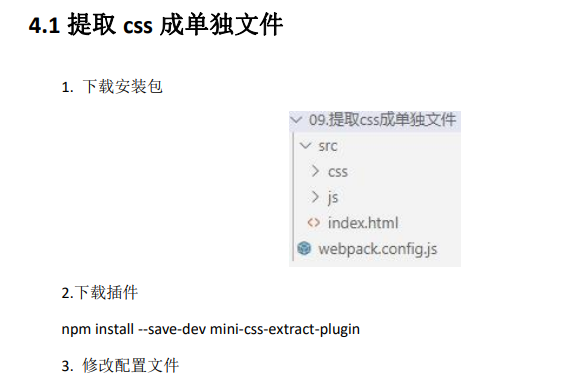 4.1 提取 css 成单独文件
1. 下载安装包
09.提取css成单独文件
src
css
js
index.html
webpack.config.js
2.下载插件
npm install --save-dev mini-css-extract-plugin
3. 修改配置文件